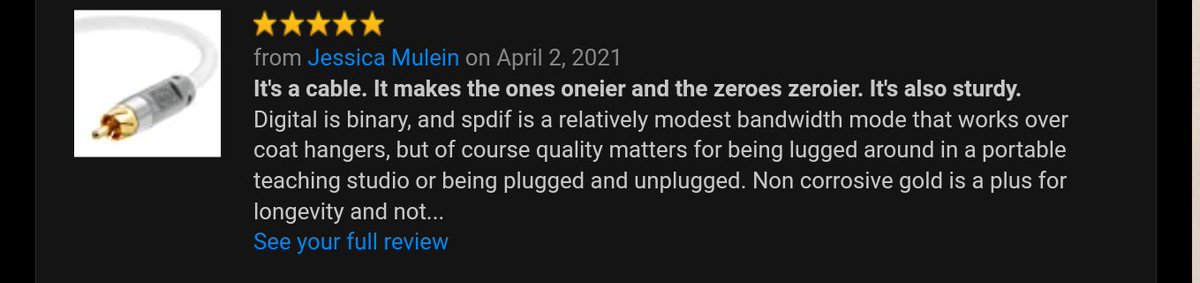 from Jessica Mulein on April 2, 2021
It's a cable. It makes the ones oneier and the zeroes zeroier. It's also sturdy.
Digital is binary, and spdif is a relatively modest bandwidth mode that works over
coat hangers, but of course quality matters for being lugged around in a portable
teaching studio or being plugged and unplugged. Non corrosive gold is a plus for
longevity and not...
See your full review